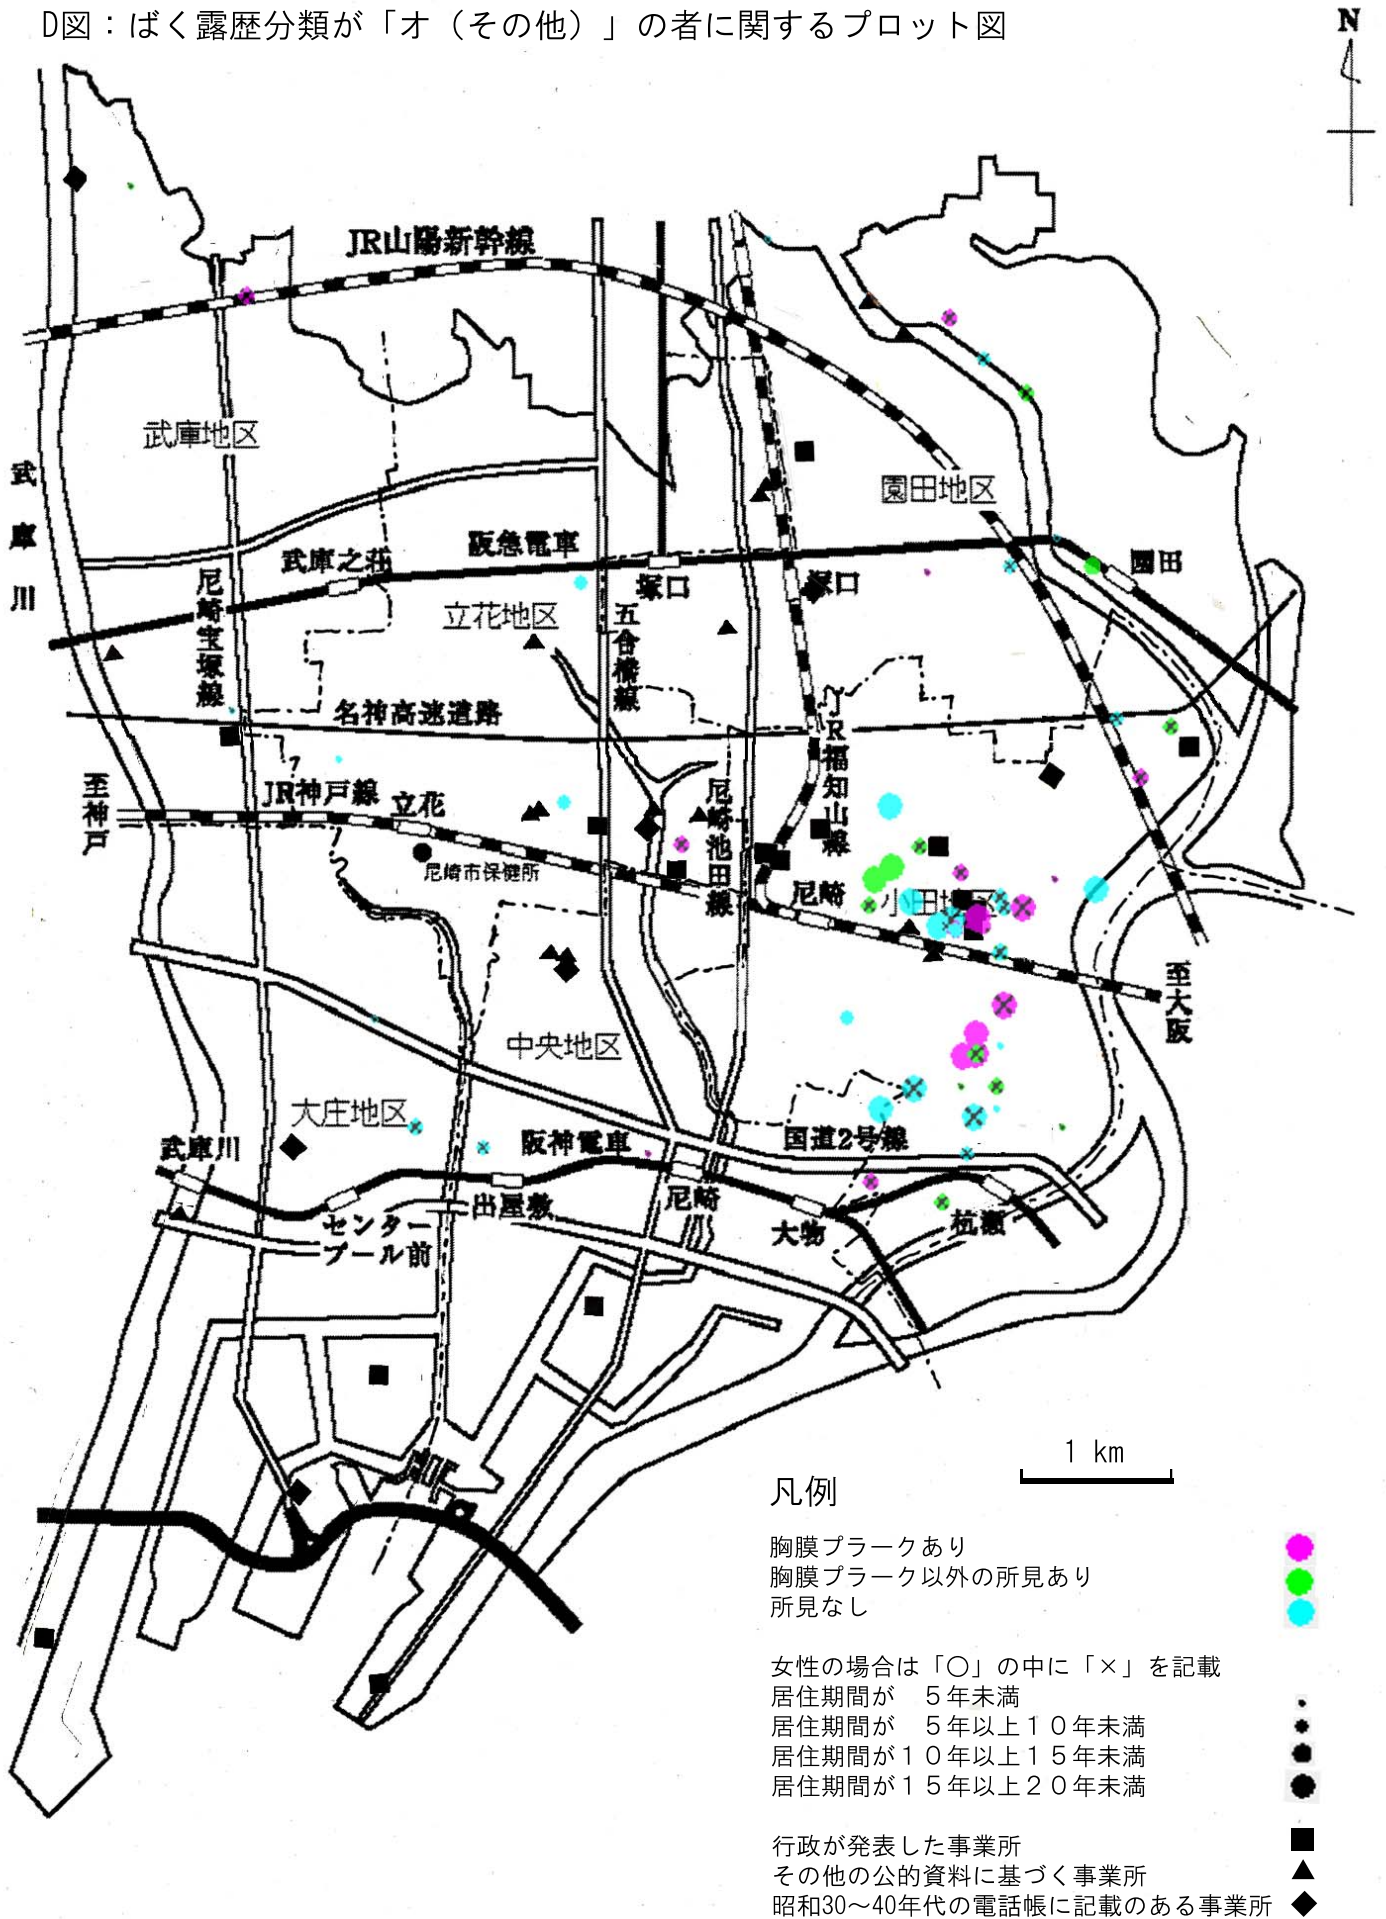 D図：ばく露歴分類が「オ（その他）」の者に関するプロット図
N
JR山陽新幹線
武庫地区
武庫川
園田地区
阪急電車
武庫之荘
園田
塚口
塚口
尼崎宝塚線
立花地区
五合橋線
名神高速道路
JR福知山線
至神戸
JR神戸線
立花
尼崎池田線
尼崎市保健所
尼崎
小田地区
至大阪
中央地区
大庄地区
武庫川
阪神電車
国道2号線
出屋敷
尼崎
センタープール前
大物
杭瀬
1 km
凡例
胸膜プラークあり
胸膜プラーク以外の所見あり
所見なし
女性の場合は「○」の中に「×」を記載
居住期間が　５年未満
居住期間が　５年以上１０年未満
居住期間が１０年以上１５年未満
居住期間が１５年以上２０年未満
行政が発表した事業所
その他の公的資料に基づく事業所
昭和30～40年代の電話帳に記載のある事業所